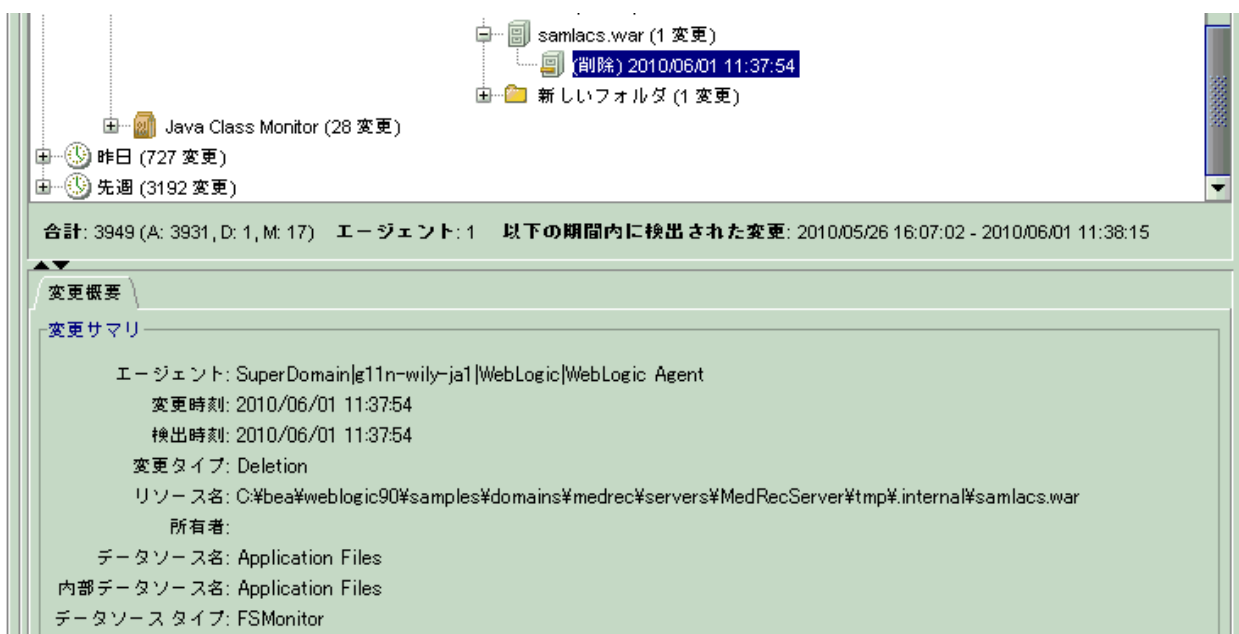 samlacs.war (1 変更)
(削除) 2010/06/01 11:37:54
新しいフォルダ (1 変更)
Java Class Monitor (28 変更)
昨日 (727 変更)
先週 (3192 変更)
合計: 3949 (A: 3931, D: 1, M: 17) エージェント: 1 以下の期間内に検出された変更: 2010/05/26 16:07:02 - 2010/06/01 11:38:15
変更概要
変更サマリ
エージェント: SuperDomain|g11n-wily-ja1|WebLogic|WebLogic Agent
変更時刻: 2010/06/01 11:37:54
検出時刻: 2010/06/01 11:37:54
変更タイプ: Deletion
リソース名: C:¥bea¥weblogic90¥samples¥domains¥medrec¥servers¥MedRecServer¥tmp¥.internal¥samlacs.war
所有者:
データソース名: Application Files
内部データソース名: Application Files
データソース タイプ: FSMonitor